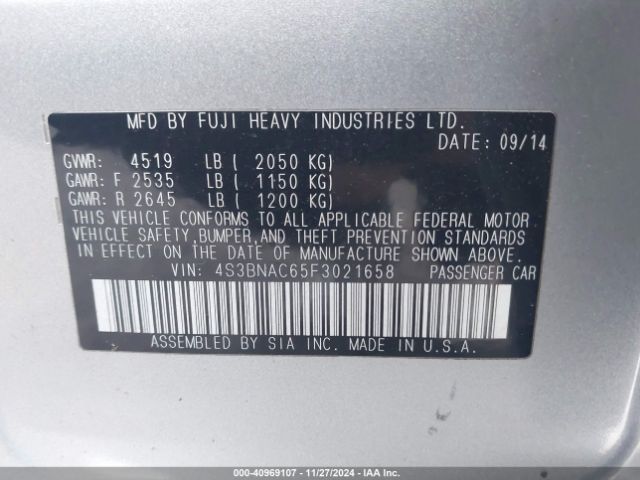 MFD BY FUJI HEAVY INDUSTRIES LTD.
DATE: 09/14
GVWR: 4519 LB ( 2050 KG)
GAWR: F 2535 LB ( 1150 KG)
GAWR: R 2645 LB ( 1200 KG)
THIS VEHICLE CONFORMS TO ALL APPLICABLE FEDERAL MOTOR
VEHICLE SAFETY,BUMPER,AND THEFT PREVENTION STANDARDS
IN EFFECT ON THE DATE OF MANUFACTURE SHOWN ABOVE.
VIN: 4S3BNAC65F3021658 PASSENGER CAR
ASSEMBLED BY SIA INC. MADE IN U.S.A.
000-40969107 - 11/27/2024 - IAA Inc.